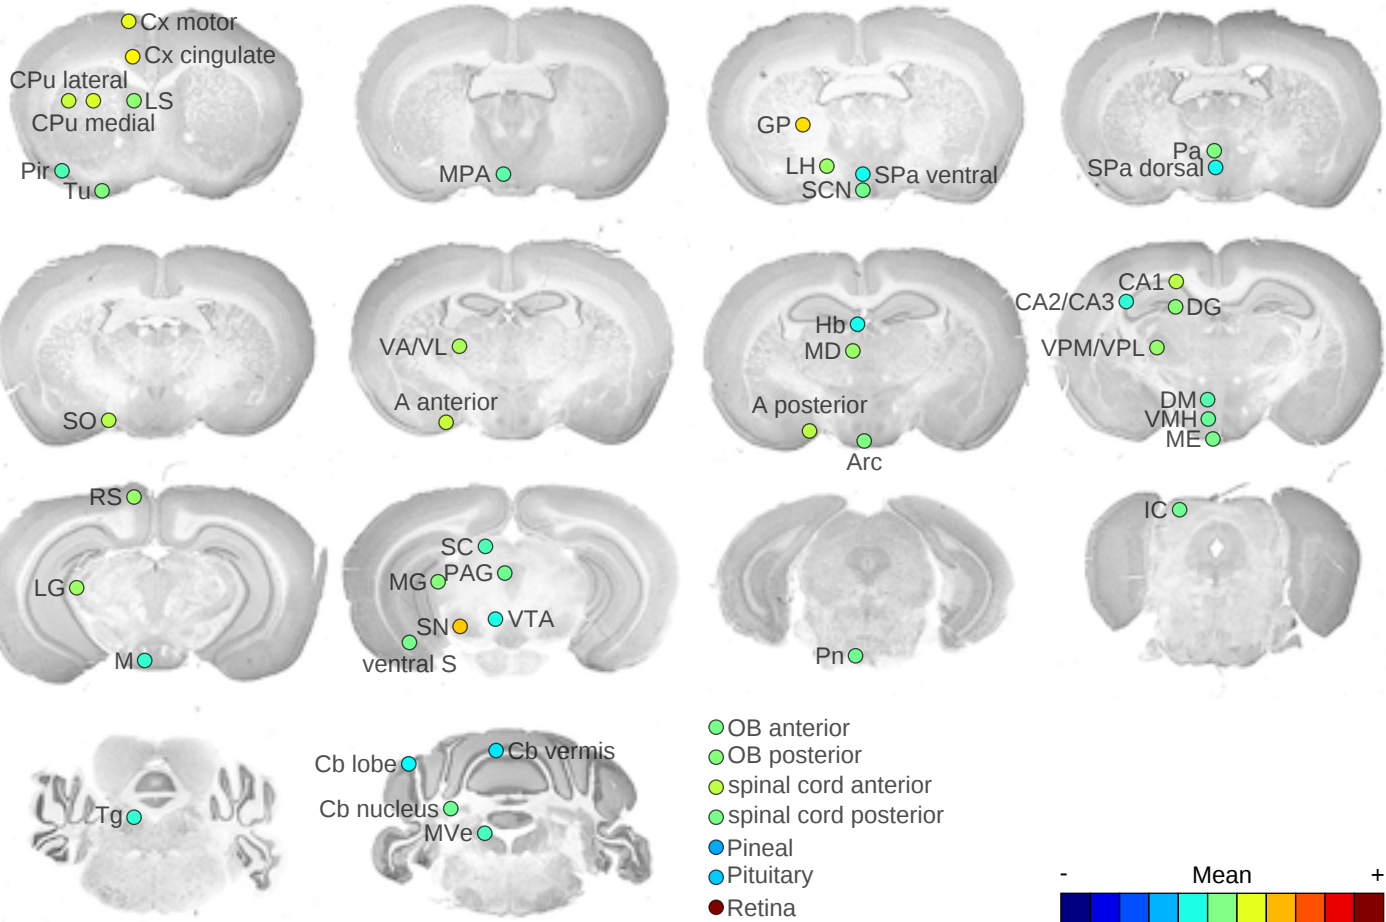 Cx motor
Cx cingulate
CPu lateral
LS
CPu medial
Pir
Tu
MPA
GP
LH
SPa ventral
SCN
Pa
SPa dorsal
SO
VA/VL
A anterior
Hb
MD
A posterior
Arc
CA1
CA2/CA3
DG
VPM/VPL
DM
VMH
ME
RS
LG
M
SC
MG
PAG
SN
VTA
ventral S
Pn
IC
Tg
Cb lobe
Cb vermis
Cb nucleus
MVe
OB anterior
OB posterior
spinal cord anterior
spinal cord posterior
Pineal
Pituitary
Retina
- Mean +